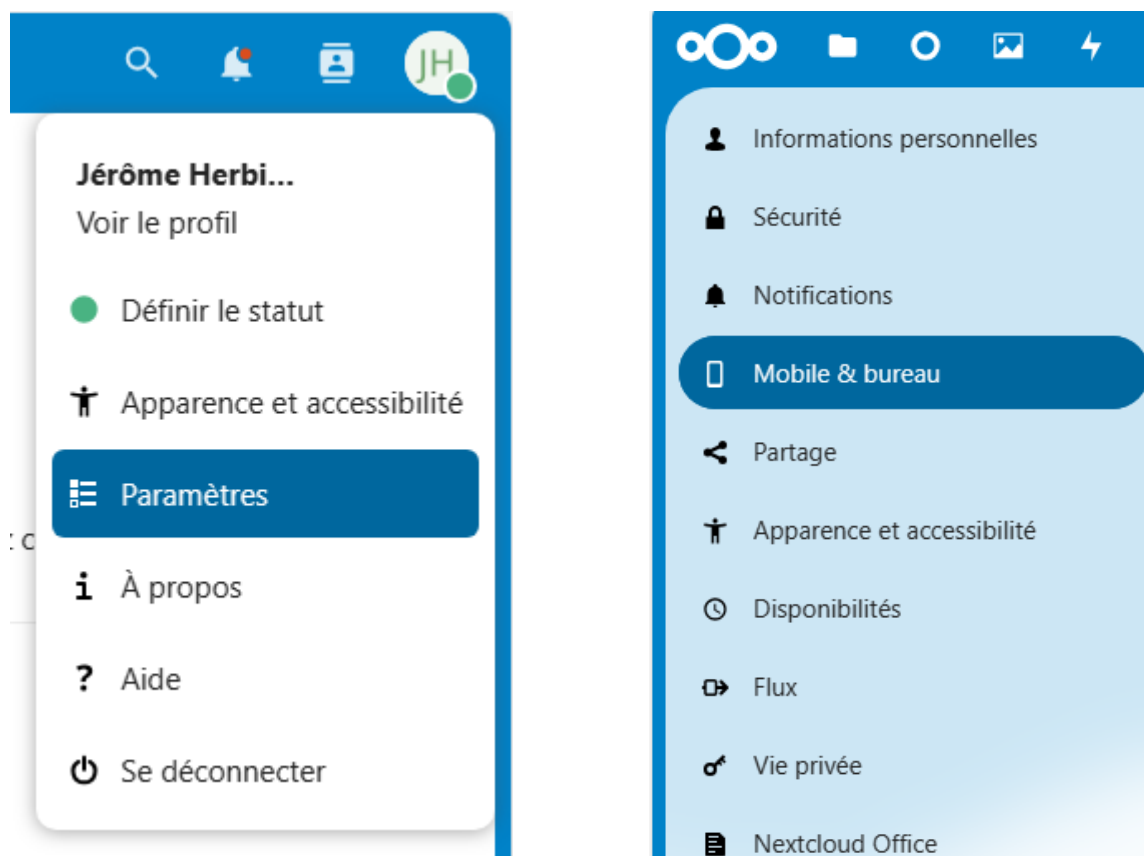 JH
Jérôme Herbi...
Voir le profil
Définir le statut
Apparence et accessibilité
Paramètres
À propos
Aide
Se déconnecter
Informations personnelles
Sécurité
Notifications
Mobile & bureau
Partage
Apparence et accessibilité
Disponibilités
Flux
Vie privée
Nextcloud Office